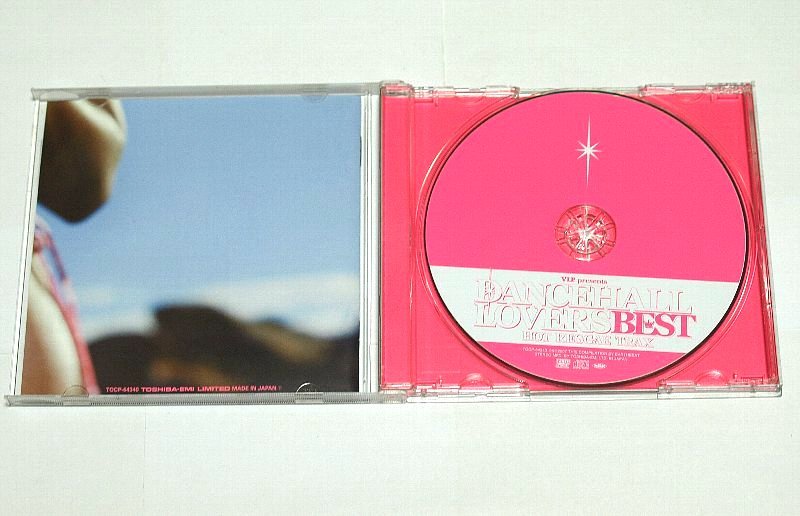 TOCP-64340 TOSHIBA-EMI LIMITED MADE IN JAPAN
VLP presents
DANCEHALL
LOVERS BEST
HOT REGGAE TRAX